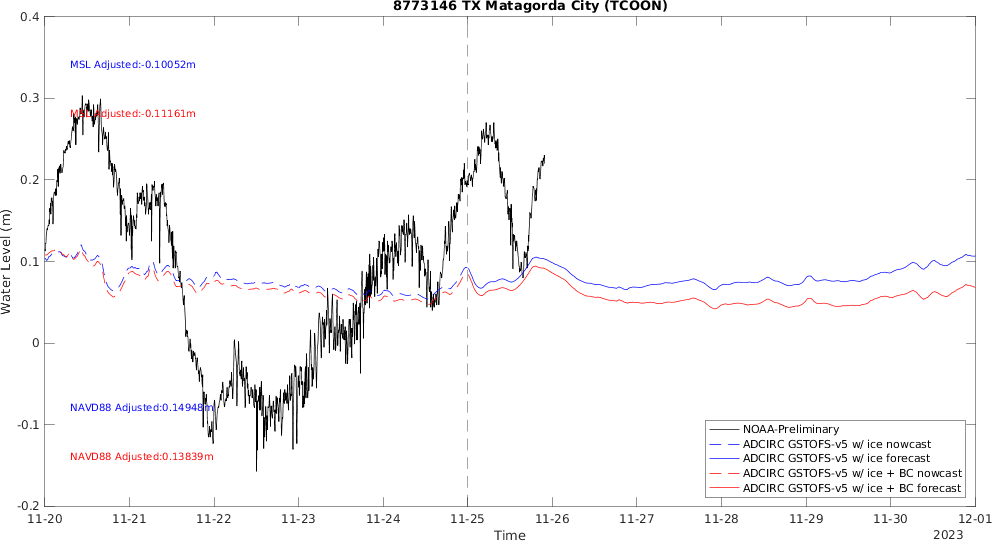 8773146 TX Matagorda City (TCOON)
0.4
0.3
0.2
0.1
0
-0.1
-0.2
Water Level (m)
MSL Adjusted:-0.10052m
MSL Adjusted:-0.11161m
NAVD88 Adjusted:0.14948m
NAVD88 Adjusted:0.13839m
NOAA-Preliminary
ADCIRC GSTOFS-v5 w/ ice nowcast
ADCIRC GSTOFS-v5 w/ ice forecast
ADCIRC GSTOFS-v5 w/ ice + BC nowcast
ADCIRC GSTOFS-v5 w/ ice + BC forecast
11-20 11-21 11-22 11-23 11-24 11-25 11-26 11-27 11-28 11-29 11-30 12-01
Time
2023